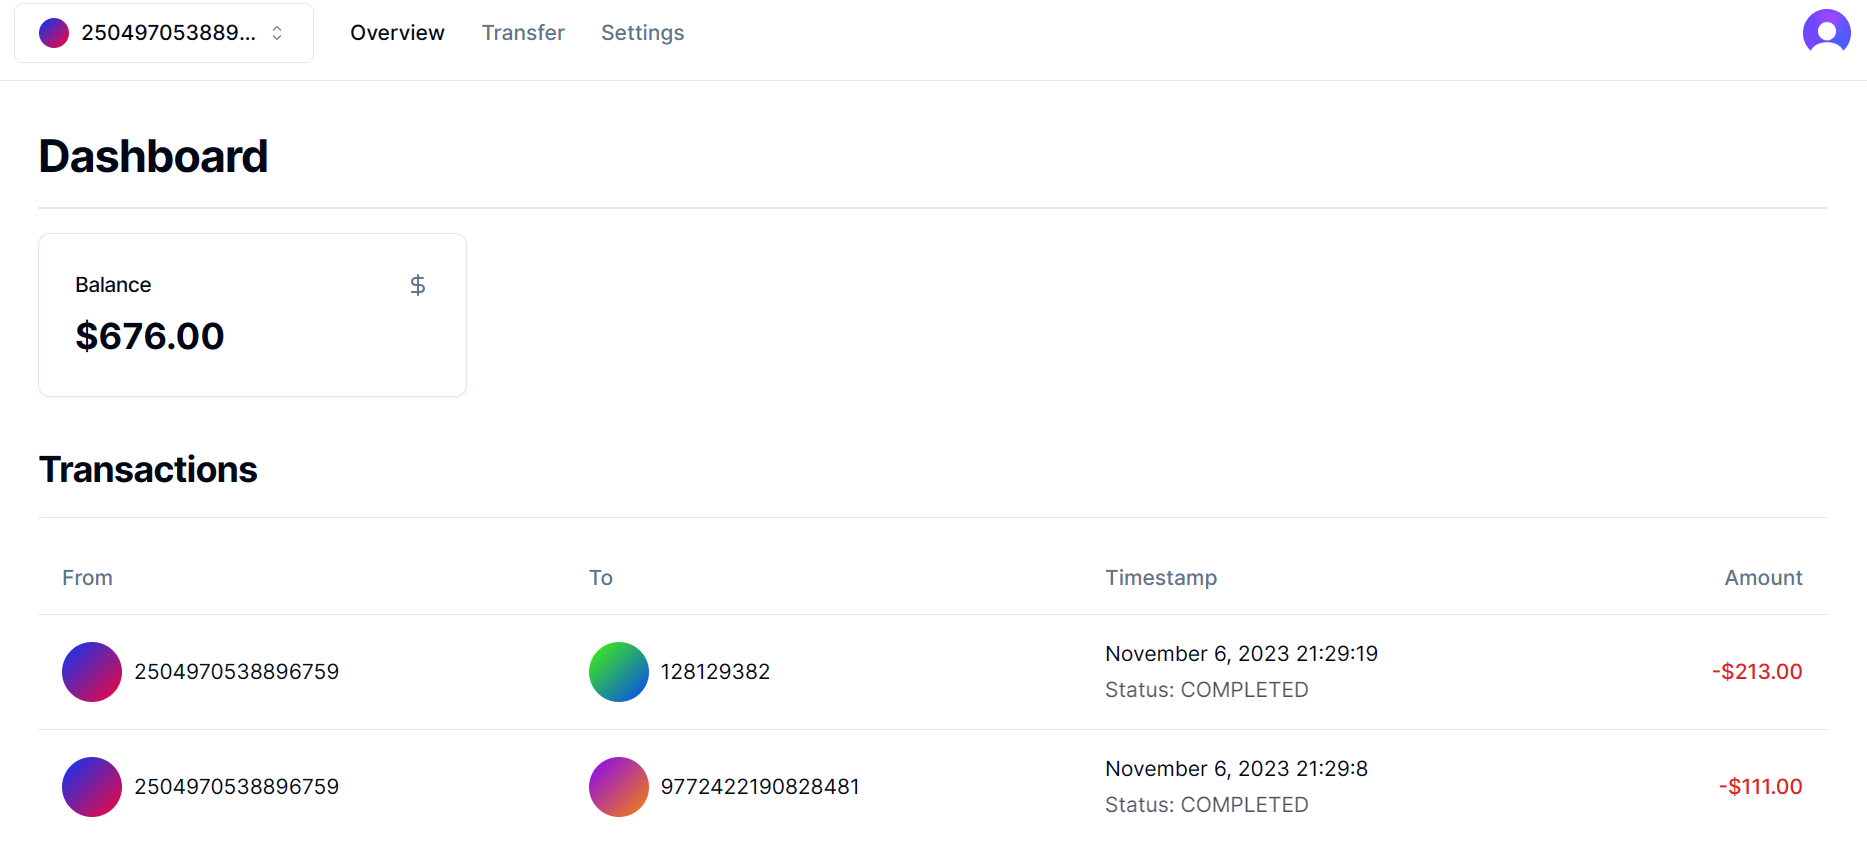 250497053889... Overview Transfer Settings
Dashboard
Balance $
$676.00
Transactions
From To Timestamp Amount
2504970538896759 128129382 November 6, 2023 21:29:19 -$213.00
Status: COMPLETED
2504970538896759 9772422190828481 November 6, 2023 21:29:8 -$111.00
Status: COMPLETED